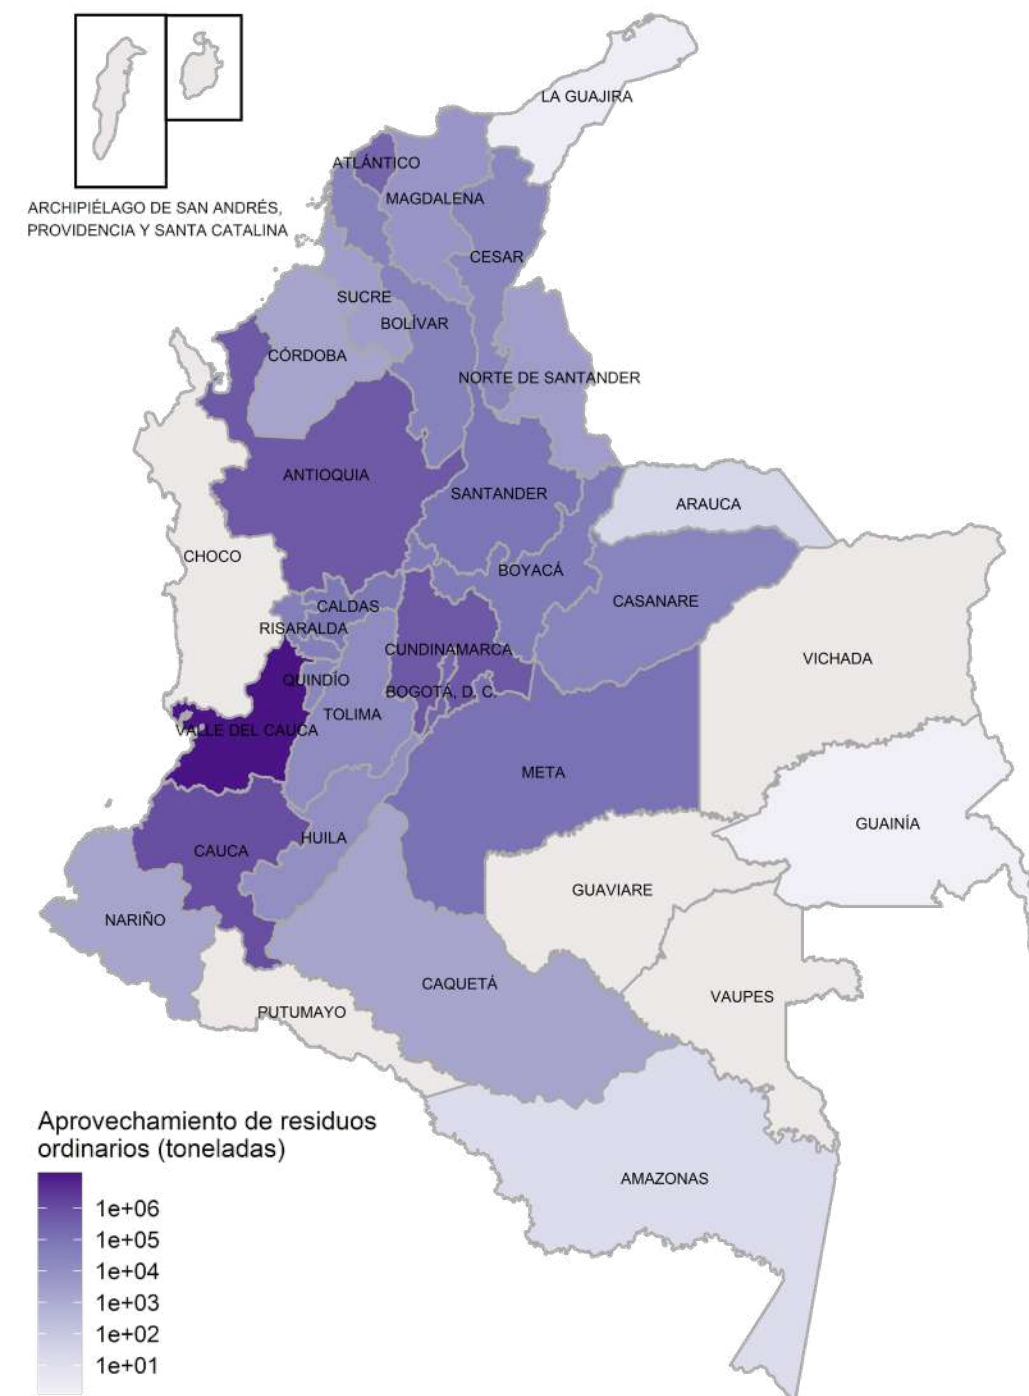 LA GUAJIRA
ATLÁNTICO
MAGDALENA
ARCHIPIÉLAGO DE SAN ANDRÉS,
PROVIDENCIA Y SANTA CATALINA
CESAR
SUCRE
BOLÍVAR
CÓRDOBA
NORTE DE SANTANDER
ANTIOQUIA
SANTANDER
ARAUCA
CHOCO
BOYACÁ
CASANARE
CALDAS
RISARALDA
CUNDINAMARCA
VICHADA
QUINDÍO
BOGOTÁ, D. C.
TOLIMA
VALLE DEL CAUCA
META
GUAINÍA
HUILA
CAUCA
GUAVIARE
NARIÑO
CAQUETÁ
VAUPES
PUTUMAYO
Aprovechamiento de residuos
ordinarios (toneladas)
AMAZONAS
1e+06
1e+05
1e+04
1e+03
1e+02
1e+01